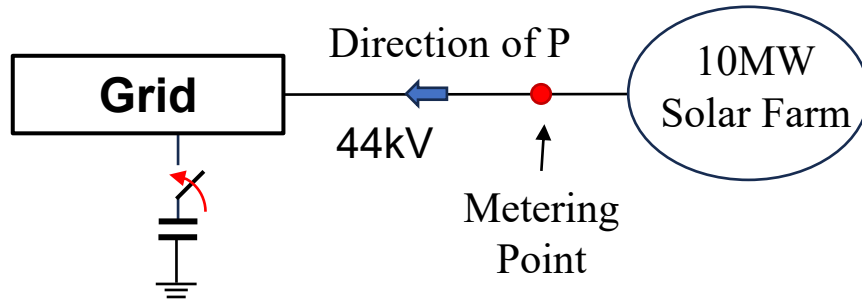 Direction of P
10MW
Solar Farm
Grid
44kV
Metering
Point